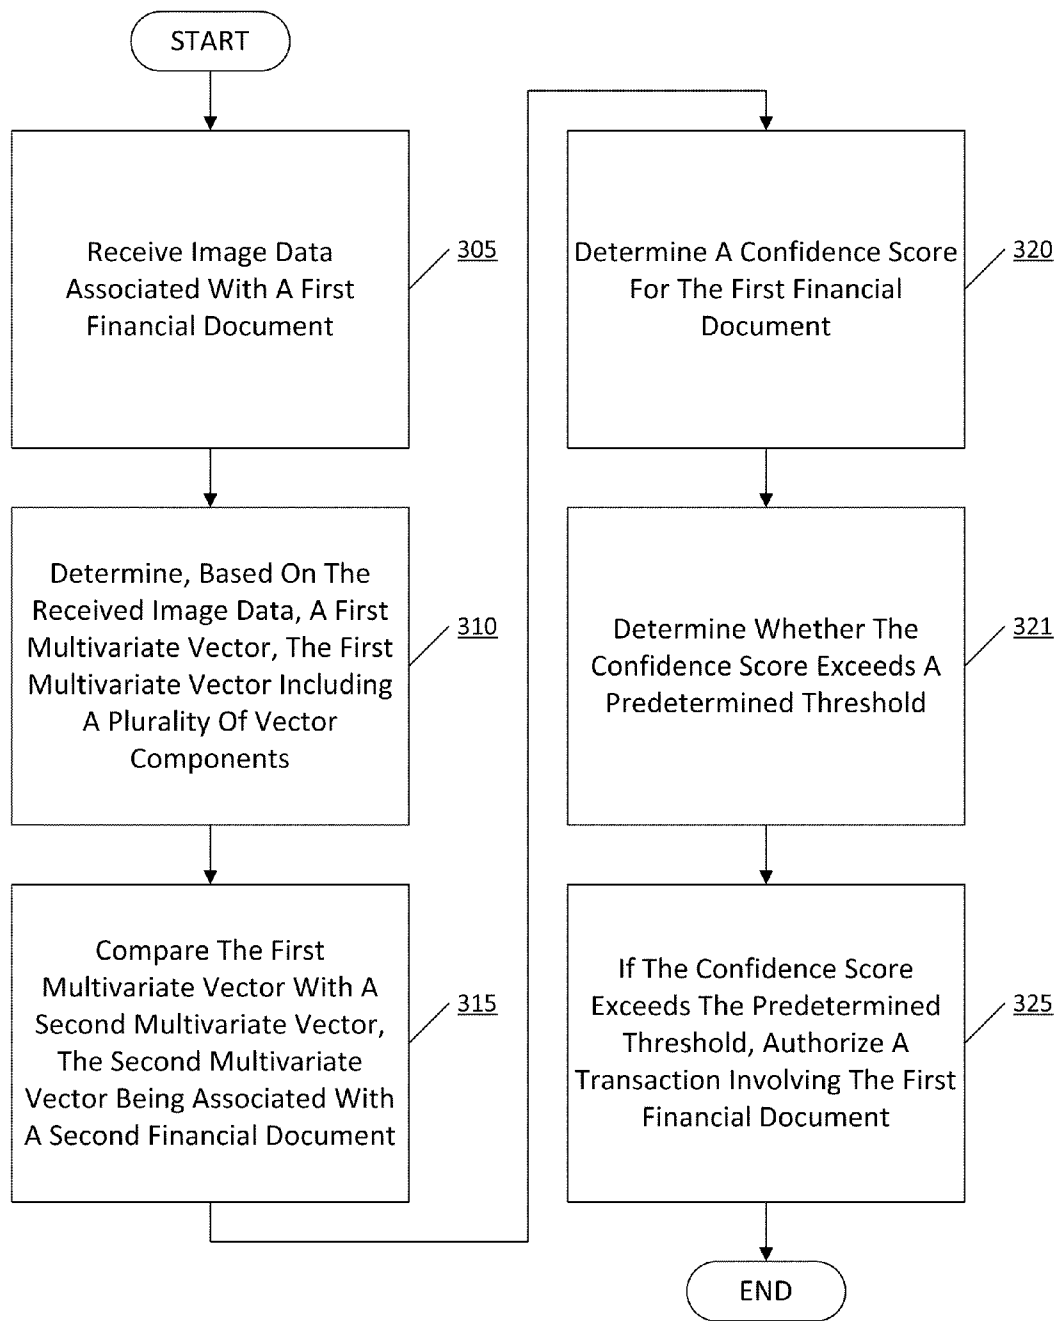 START
Receive Image Data
Associated With A First
Financial Document
305
Determine, Based On The
Received Image Data, A First
Multivariate Vector, The First
Multivariate Vector Including
A Plurality Of Vector
Components
310
Compare The First
Multivariate Vector With A
Second Multivariate Vector,
The Second Multivariate
Vector Being Associated With
A Second Financial Document
315
Determine A Confidence Score
For The First Financial
Document
320
Determine Whether The
Confidence Score Exceeds A
Predetermined Threshold
321
If The Confidence Score
Exceeds The Predetermined
Threshold, Authorize A
Transaction Involving The First
Financial Document
325
END